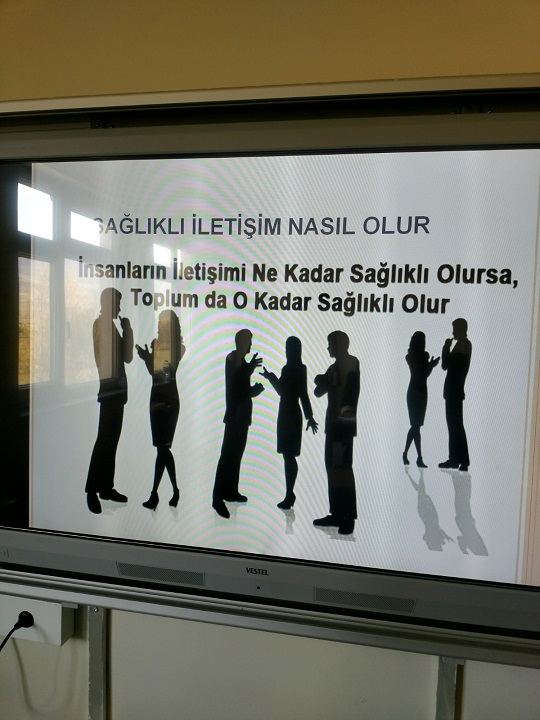 SAĞLIKLI İLETİŞİM NASIL OLUR
İnsanların İletişimi Ne Kadar Sağlıklı Olursa,
Toplum da O Kadar Sağlıklı Olur
VESTEL